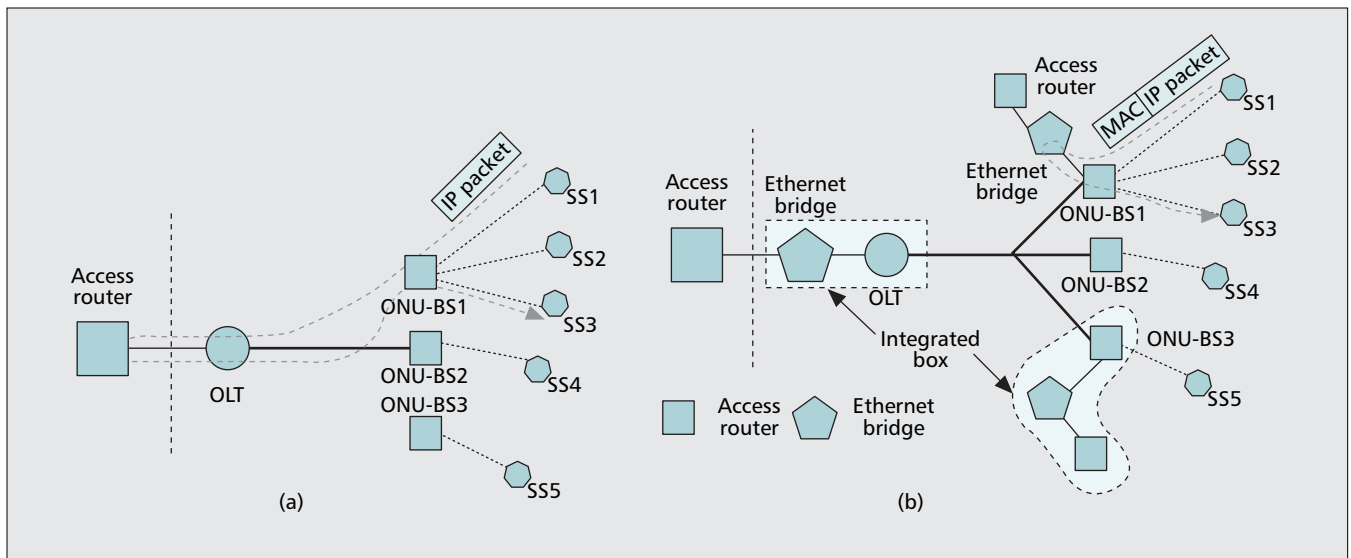 Access
router
OLT
IP packet
ONU-BS1
ONU-BS2
ONU-BS3
SS1
SS2
SS3
SS4
SS5
(a)
Access
router
Ethernet
bridge
OLT
Integrated
box
Access
router
Ethernet
bridge
MAC IP packet
ONU-BS1
ONU-BS2
ONU-BS3
SS1
SS2
SS3
SS4
SS5
Access
router
Ethernet
bridge
(b)